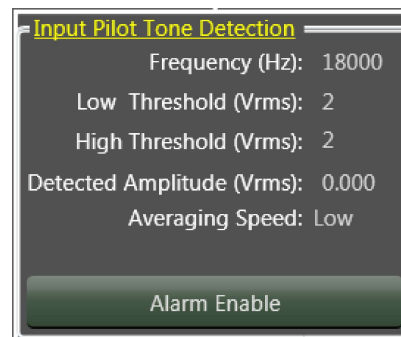 Input Pilot Tone Detection
Frequency (Hz): 18000
Low Threshold (Vrms): 2
High Threshold (Vrms): 2
Detected Amplitude (Vrms): 0.000
Averaging Speed: Low
Alarm Enable